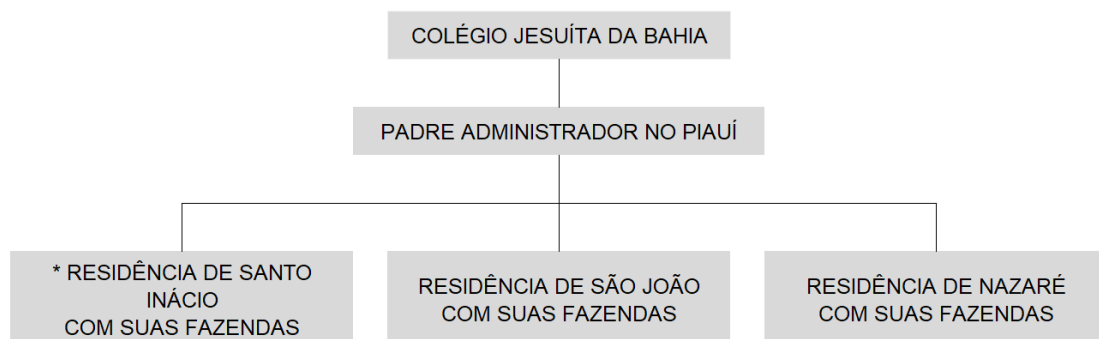 COLÉGIO JESUÍTA DA BAHIA
PADRE ADMINISTRADOR NO PIAUÍ
* RESIDÊNCIA DE SANTO
INÁCIO
COM SUAS FAZENDAS
RESIDÊNCIA DE SÃO JOÃO
COM SUAS FAZENDAS
RESIDÊNCIA DE NAZARÉ
COM SUAS FAZENDAS